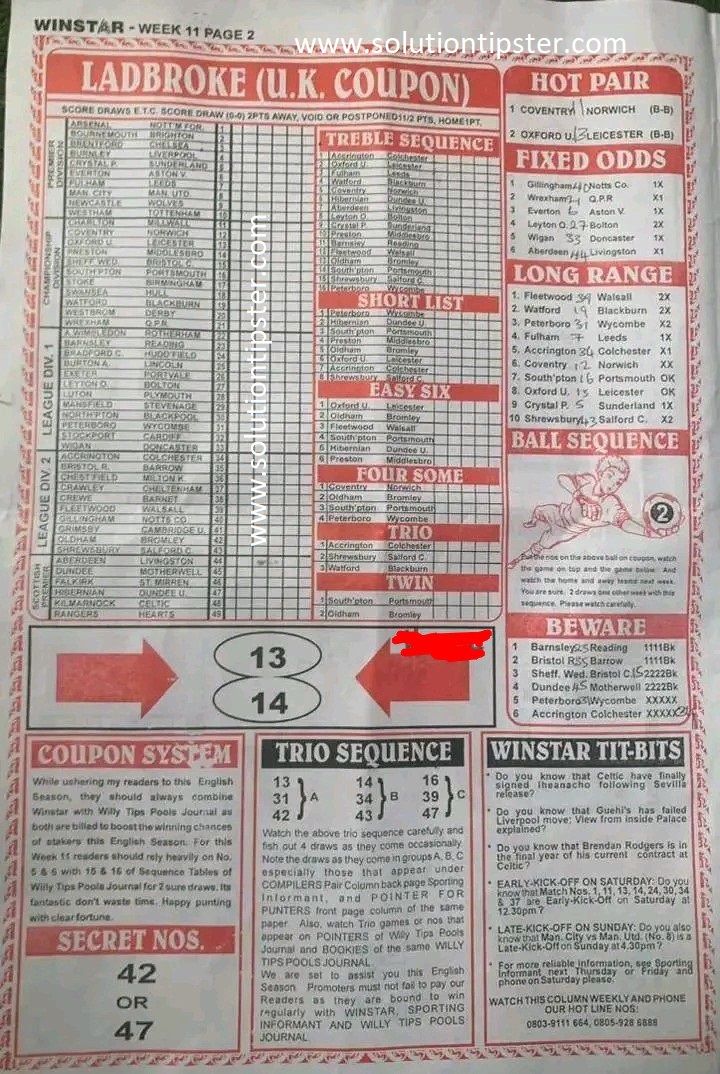 WINSTAR - WEEK 11 PAGE 2
www.solutiontipster.com
LADBROKE (U.K. COUPON)
SCORE DRAWS E.T.C. SCORE DRAW (0-0) 2PTS AWAY, VOID OR POSTPONED 11/2 PTS, HOME 1PT.
PREMIER DIVISION
ARSENAL NOTT'M FOR. 1
BOURNEMOUTH BRIGHTON 2
BRENTFORD CHELSEA 3
BURNLEY LIVERPOOL 4
CRYSTAL P. SUNDERLAND 5
EVERTON ASTON V. 6
FULHAM LEEDS 7
MAN. CITY MAN. UTD. 8
NEWCASTLE WOLVES 9
WESTHAM TOTTENHAM 10
CHAMPIONSHIP DIVISION
CHARLTON MILLWALL 11
COVENTRY NORWICH 12
OXFORD U. LEICESTER 13
PRESTON MIDDLESBRO 14
SHEFF. WED. BRISTOL C. 15
SOUTH'PTON PORTSMOUTH 16
STOKE BIRMINGHAM 17
SWANSEA HULL 18
WATFORD BLACKBURN 19
WESTBROM DERBY 20
WREXHAM Q.P.R. 21
LEAGUE DIV. 1
A.WIMBLEDON ROTHERHAM 22
BARNSLEY READING 23
BRADFORD C. HUDD'FIELD 24
BURTON A. LINCOLN 25
EXETER PORTVALE 26
LEYTON O. BOLTON 27
LUTON PLYMOUTH 28
MANSFIELD STEVENAGE 29
NORTH'PTON BLACKPOOL 30
PETERBORO WYCOMBE 31
STOCKPORT CARDIFF 32
WIGAN DONCASTER 33
LEAGUE DIV. 2
ACCRINGTON COLCHESTER 34
BRISTOL R. BARROW 35
CHEST'FIELD MILTON K. 36
CRAWLEY CHELTENHAM 37
CREWE BARNET 38
FLEETWOOD WALSALL 39
GILLINGHAM NOTTS CO 40
GRIMSBY CAMBRIDGE U. 41
OLDHAM BROMLEY 42
SHREWSBURY SALFORD C. 43
SCOTTISH PREMIER
ABERDEEN LIVINGSTON 44
DUNDEE MOTHERWELL 45
FALKIRK ST. MIRREN 46
HIBERNIAN DUNDEE U. 47
KILMARNOCK CELTIC 48
RANGERS HEARTS 49
www.solutiontipster.com
TREBLE SEQUENCE
1 Accrington Colchester
2 Oxford U. Leicester
3 Fulham Leeds
4 Watford Blackburn
5 Coventry Norwich
6 Hibernian Dundee U.
7 Aberdeen Livingston
8 Leyton O. Bolton
9 Crystal P. Sunderland
10 Preston Middlesbro
11 Barnsley Reading
12 Fleetwood Walsall
13 Oldham Bromley
14 South'pton Portsmouth
15 Shrewsbury Salford C.
16 Peterboro Wycombe
SHORT LIST
1 Peterboro Wycombe
2 Hibernian Dundee U.
3 South'pton Portsmouth
4 Preston Middlesbro
5 Oldham Bromley
6 Oxford U. Leicester
7 Accrington Colchester
8 Shrewsbury Salford C.
EASY SIX
1 Oxford U. Leicester
2 Oldham Bromley
3 Fleetwood Walsall
4 South'pton Portsmouth
5 Hibernian Dundee U.
6 Preston Middlesbro
FOUR SOME
1 Coventry Norwich
2 Oldham Bromley
3 South'pton Portsmouth
4 Peterboro Wycombe
TRIO
1 Accrington Colchester
2 Shrewsbury Salford C.
3 Watford Blackburn
TWIN
1 South'pton Portsmouth
2 Oldham Bromley
HOT PAIR
1 COVENTRY NORWICH (B-B)
2 OXFORD U. 13 LEICESTER (B-B)
FIXED ODDS
1 Gillingham 40 Notts Co. 1X
2 Wrexham Q.P.R X1
3 Everton 6 Aston V. 1X
4 Leyton O. 27 Bolton 2X
5 Wigan 33 Doncaster 1X
6 Aberdeen 44 Livingston X1
LONG RANGE
1. Fleetwood 39 Walsall 2X
2. Watford 19 Blackburn 2X
3. Peterboro 31 Wycombe X2
4. Fulham 7 Leeds 1X
5. Accrington 34 Colchester X1
6. Coventry 12 Norwich XX
7. South'pton 16 Portsmouth OK
8. Oxford U. 13 Leicester OK
9 Crystal P. 5 Sunderland 1X
10 Shrewsbury 43 Salford C. X2
BALL SEQUENCE
2
Put the nos on the above ball on coupon, watch
the game on top and the game below. And
watch the home and away teams next week.
You are sure. 2 draws one other week with this
sequence. Please watch carefully.
BEWARE
1 Barnsley Reading 1111Bk
2 Bristol R 35 Barrow 1111Bk
3 Sheff. Wed. Bristol C. 15 2222Bk
4 Dundee 45 Motherwell 2222Bk
5 Peterboro 31 Wycombe XXXXX
6 Accrington Colchester XXXXX
13
14
COUPON SYSTEM
While ushering my readers to this English
Season, they should always combine
Winstar with Willy Tips Pools Journal as
both are billed to boost the winning chances
of stakers this English Season. For this
Week 11 readers should rely heavily on No.
5 & 6 with 15 & 16 of Sequence Tables of
Willy Tips Pools Journal for 2 sure draws. Its
fantastic don't waste time. Happy punting
with clear fortune.
SECRET NOS.
42
OR
47
TRIO SEQUENCE
13 14 16
31 A 34 B 39 C
42 43 47
Watch the above trio sequence carefully and
fish out 4 draws as they come occasionally.
Note the draws as they come in groups A, B, C
especially those that appear under
COMPILERS Pair Column back page Sporting
Informant, and POINTER FOR
PUNTERS front page column of the same
paper. Also, watch Trio games or nos that
appear on POINTERS of Willy Tips Pools
Journal and BOOKIES of the same WILLY
TIPS POOLS JOURNAL.
We are set to assist you this English
Season. Promoters must not fail to pay our
Readers as they are bound to win
regularly with WINSTAR, SPORTING
INFORMANT AND WILLY TIPS POOLS
JOURNAL
WINSTAR TIT-BITS
* Do you know that Celtic have finally
signed Iheanacho following Sevilla
release?
* Do you know that Guehi's has failed
Liverpool move: View from inside Palace
explained?
* Do you know that Brendan Rodgers is in
the final year of his current contract at
Celtic?
* EARLY-KICK-OFF ON SATURDAY: Do you
know that Match Nos. 1, 11, 13, 14, 24, 30, 34
& 37 are Early-Kick-Off on Saturday at
12.30pm?
* LATE-KICK-OFF ON SUNDAY: Do you also
know that Man. City vs Man. Utd. (No. 8) is a
Late-Kick-Off on Sunday at 4.30pm?
* For more reliable information, see Sporting
Informant next Thursday or Friday and
phone on Saturday please.
WATCH THIS COLUMN WEEKLY AND PHONE
OUR HOT LINE NOS:
0803-9111 664, 0805-928 6888